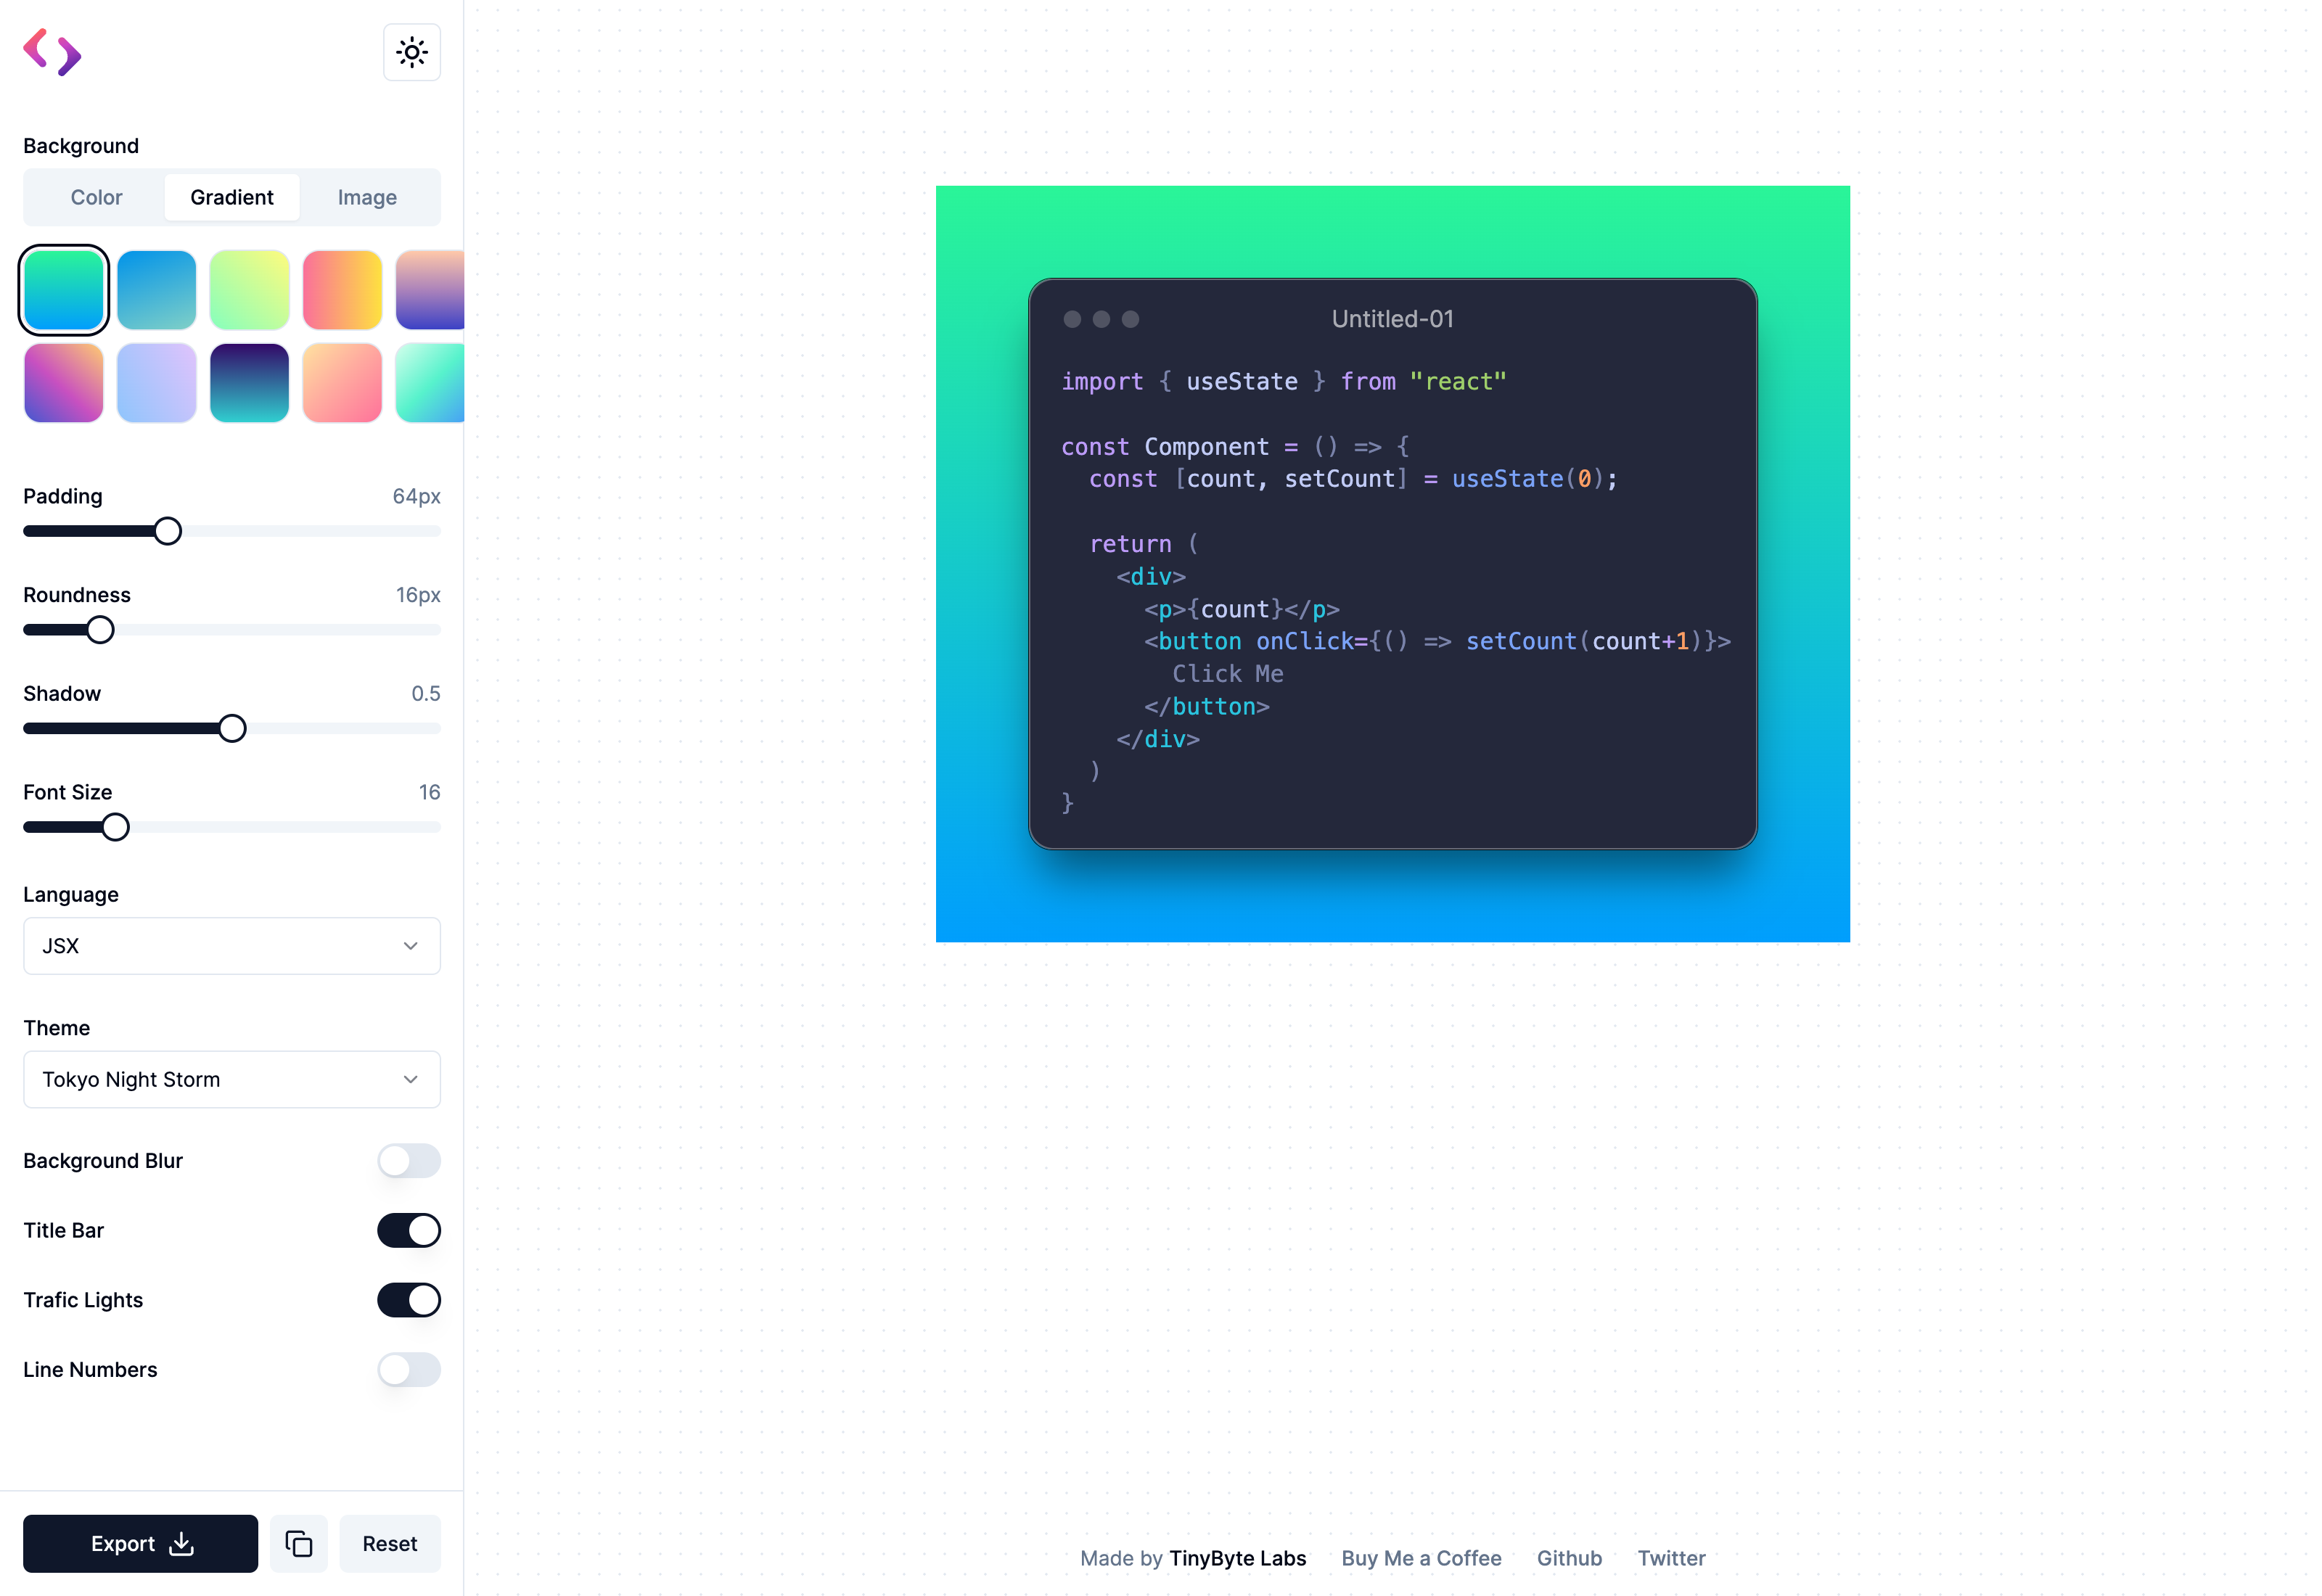 Background
Color Gradient Image
Padding 64px
Roundness 16px
Shadow 0.5
Font Size 16
Language
JSX
Theme
Tokyo Night Storm
Background Blur
Title Bar
Trafic Lights
Line Numbers
Export Reset
Untitled-01
import { useState } from "react"
const Component = () => {
  const [count, setCount] = useState(0);
  return (
    <div>
      <p>{count}</p>
      <button onClick={() => setCount(count+1)}>
        Click Me
      </button>
    </div>
  )
}
Made by TinyByte Labs Buy Me a Coffee Github Twitter